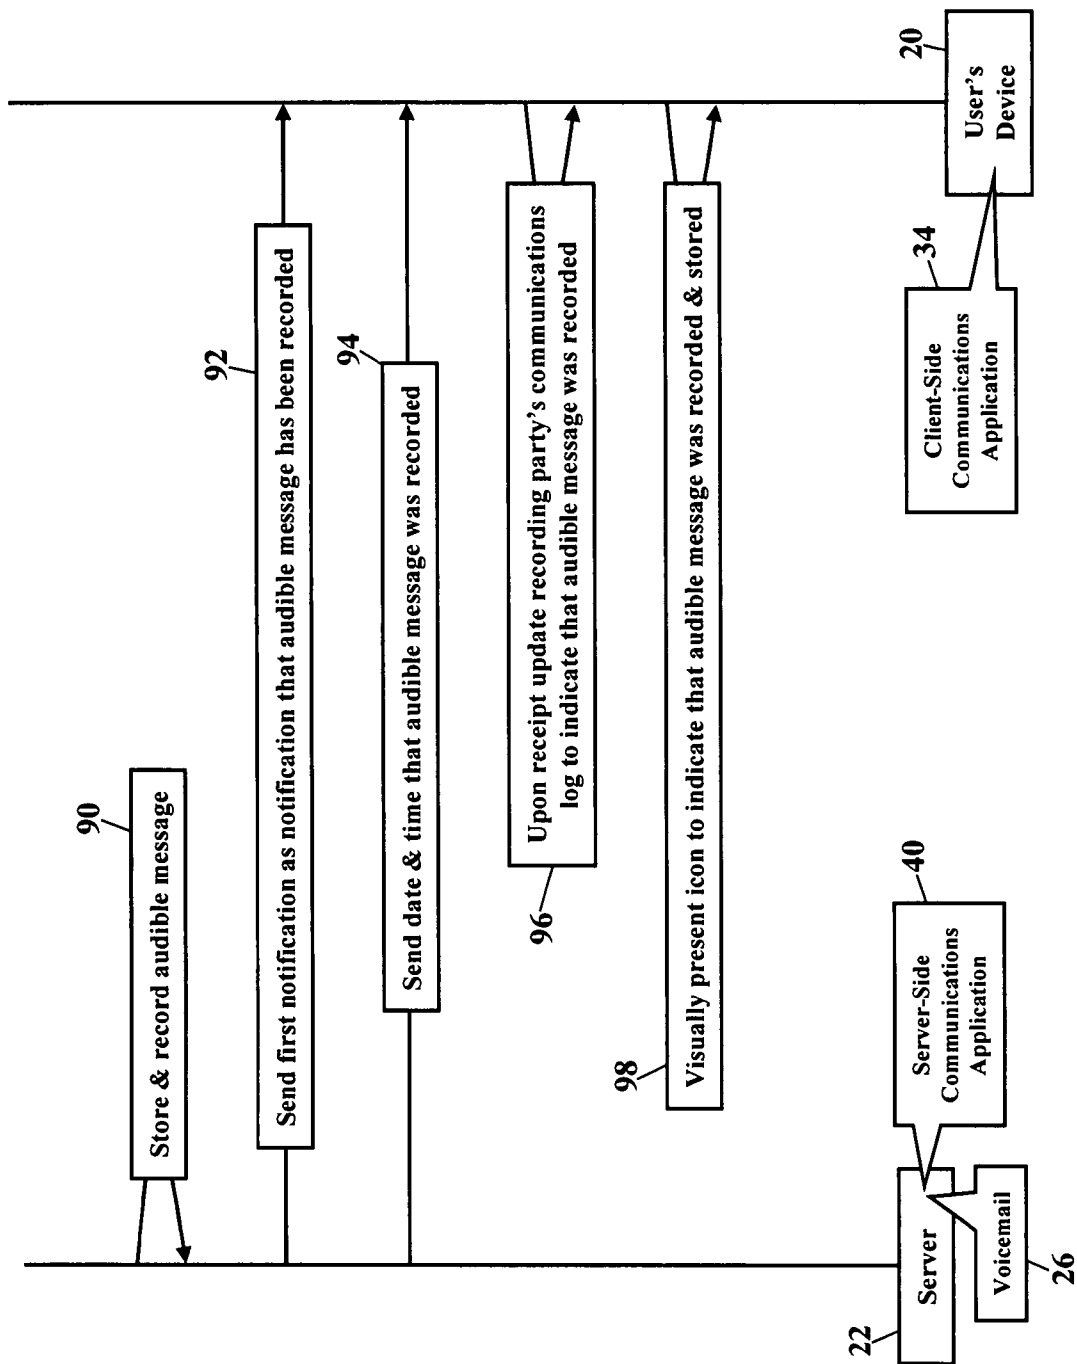 90
Store & record audible message
92
Send first notification as notification that audible message has been recorded
94
Send date & time that audible message was recorded
96
Upon receipt update recording party's communications
log to indicate that audible message was recorded
98
Visually present icon to indicate that audible message was recorded & stored
22
Server
Voicemail
26
Server-Side
Communications
Application
40
Client-Side
Communications
Application
34
User's
Device
20